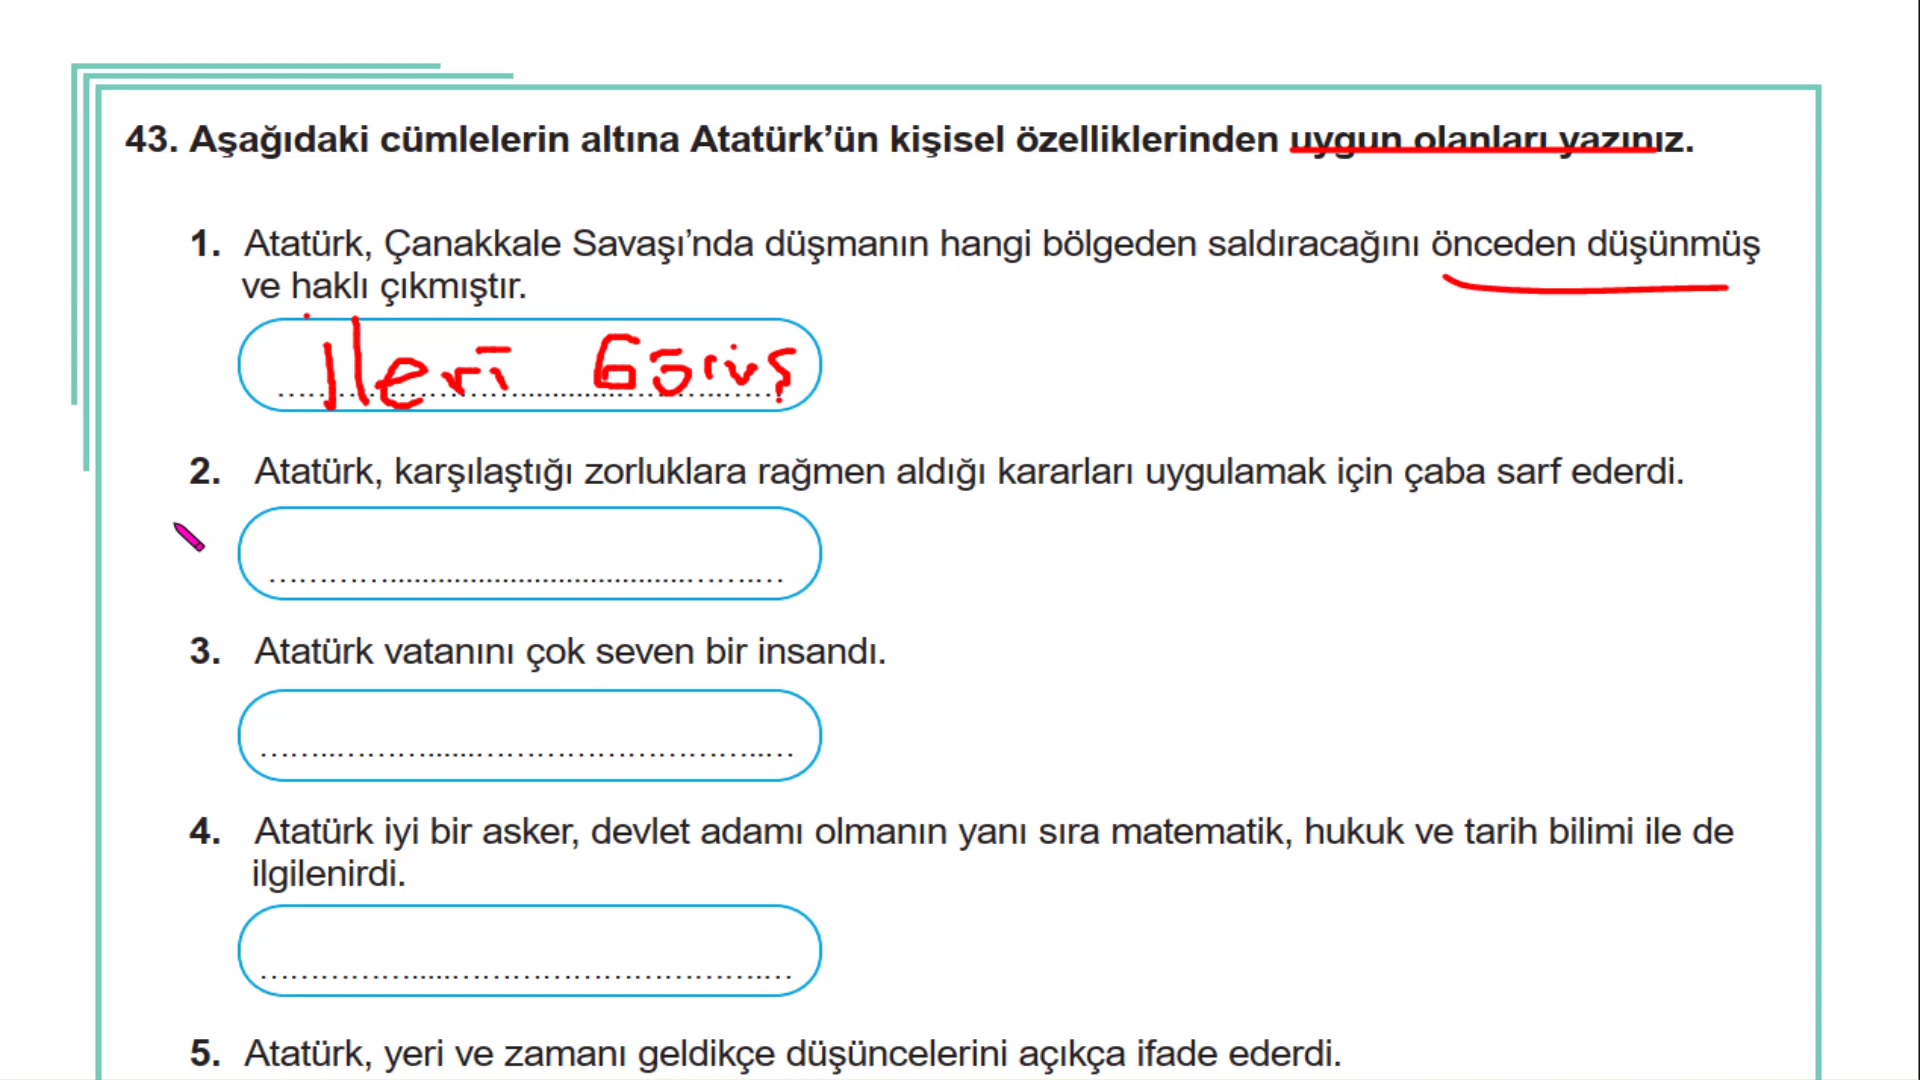 43. Aşağıdaki cümlelerin altına Atatürk’ün kişisel özelliklerinden uygun olanları yazınız.
1. Atatürk, Çanakkale Savaşı’nda düşmanın hangi bölgeden saldıracağını önceden düşünmüş
ve haklı çıkmıştır.
İleri Görüş
2. Atatürk, karşılaştığı zorluklara rağmen aldığı kararları uygulamak için çaba sarf ederdi.
3. Atatürk vatanını çok seven bir insandı.
4. Atatürk iyi bir asker, devlet adamı olmanın yanı sıra matematik, hukuk ve tarih bilimi ile de
ilgilenirdi.
5. Atatürk, yeri ve zamanı geldikçe düşüncelerini açıkça ifade ederdi.